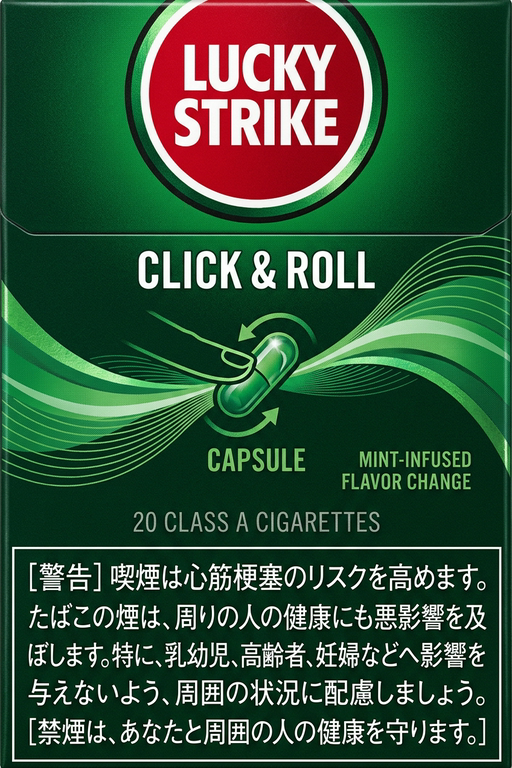 LUCKY
STRIKE
CLICK & ROLL
CAPSULE
MINT-INFUSED
FLAVOR CHANGE
20 CLASS A CIGARETTES
[警告] 喫煙は心筋梗塞のリスクを高めます。
たばこの煙は、周りの人の健康にも悪影響を及
ぼします。特に、乳幼児、高齢者、妊婦などへ影響を
与えないよう、周囲の状況に配慮しましょう。
[禁煙は、あなたと周囲の人の健康を守ります。]